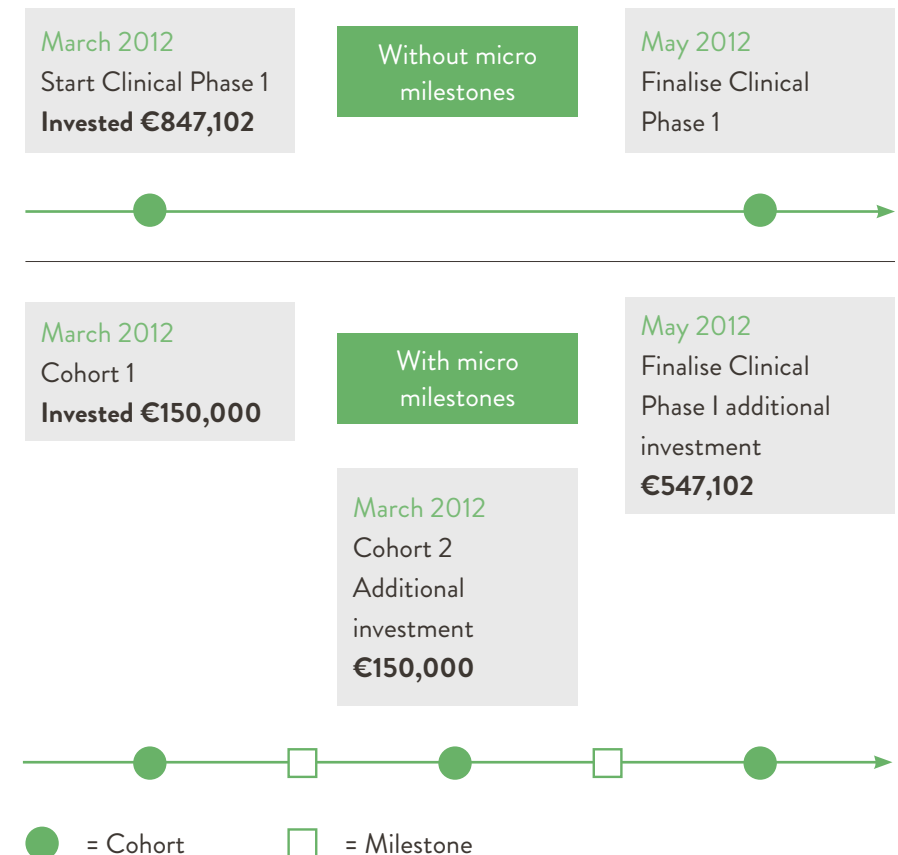 March 2012
Start Clinical Phase 1
Invested €847,102
Without micro
milestones
May 2012
Finalise Clinical
Phase 1
March 2012
Cohort 1
Invested €150,000
With micro
milestones
March 2012
Cohort 2
Additional
investment
€150,000
May 2012
Finalise Clinical
Phase I additional
investment
€547,102
= Cohort
= Milestone